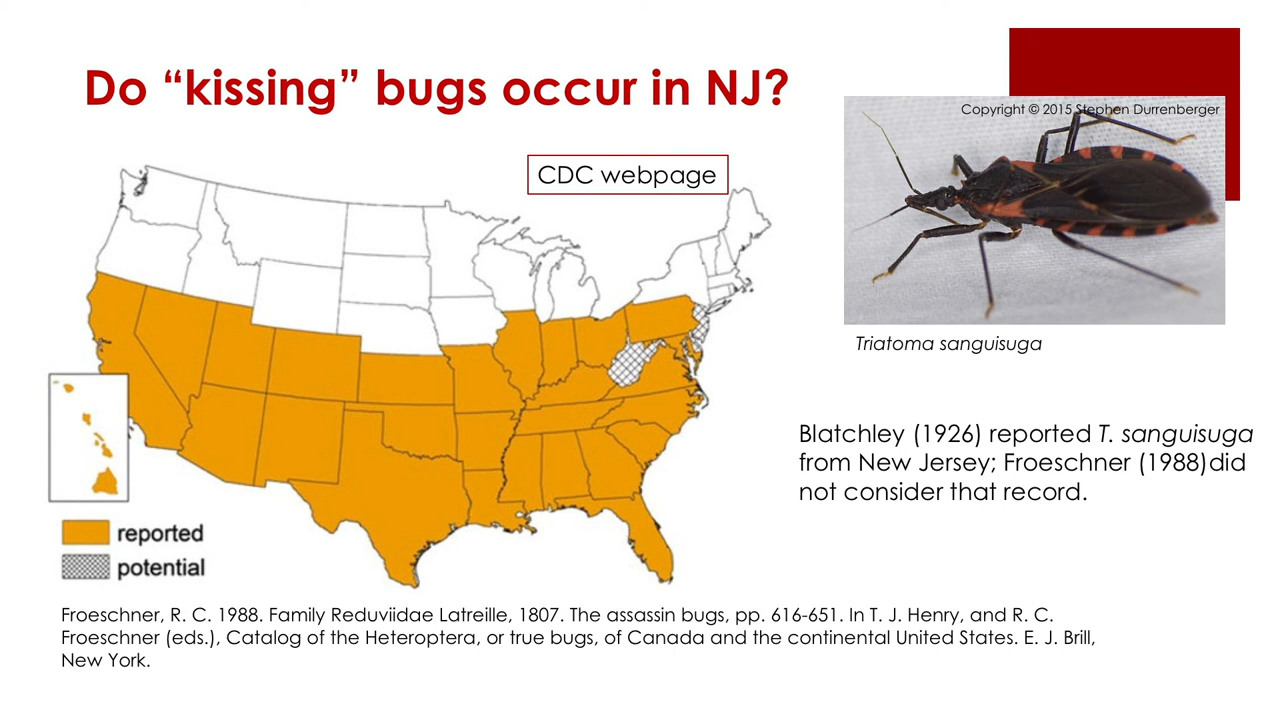 Do “kissing” bugs occur in NJ?
Copyright © 2015 Stephen Durrenberger
CDC webpage
Triatoma sanguisuga
Blatchley (1926) reported T. sanguisuga
from New Jersey; Froeschner (1988)did
not consider that record.
reported
potential
Froeschner, R. C. 1988. Family Reduviidae Latreille, 1807. The assassin bugs, pp. 616-651. In T. J. Henry, and R. C.
Froeschner (eds.), Catalog of the Heteroptera, or true bugs, of Canada and the continental United States. E. J. Brill,
New York.